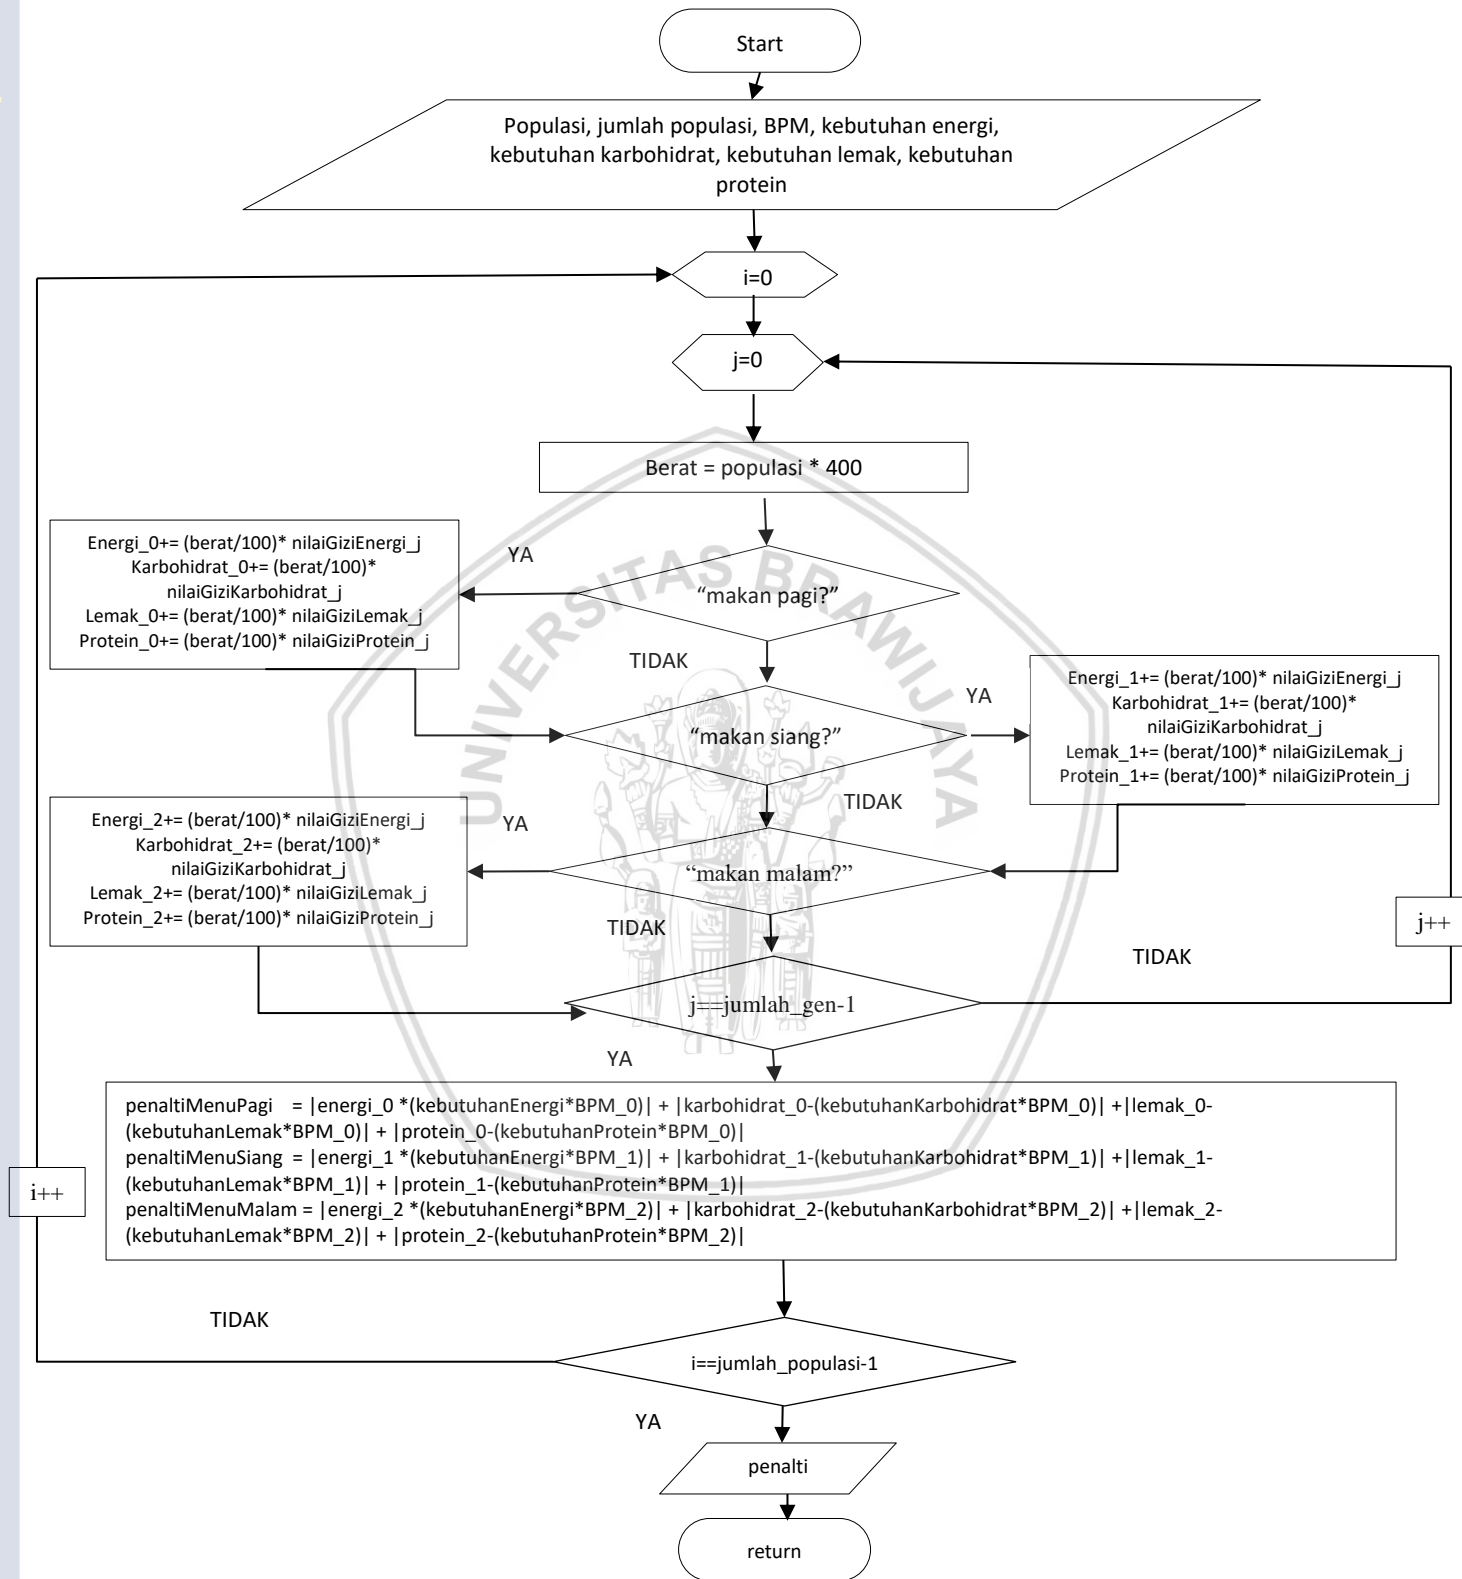 Start
Populasi, jumlah populasi, BPM, kebutuhan energi,
kebutuhan karbohidrat, kebutuhan lemak, kebutuhan
protein
i=0
j=0
Berat = populasi * 400
UNIVERSITAS BRAWIJAYA
Energi_0+= (berat/100)* nilaiGiziEnergi_j
Karbohidrat_0+= (berat/100)*
nilaiGiziKarbohidrat_j
Lemak_0+= (berat/100)* nilaiGiziLemak_j
Protein_0+= (berat/100)* nilaiGiziProtein_j
YA
“makan pagi?”
TIDAK
“makan siang?”
YA
Energi_1+= (berat/100)* nilaiGiziEnergi_j
Karbohidrat_1+= (berat/100)*
nilaiGiziKarbohidrat_j
Lemak_1+= (berat/100)* nilaiGiziLemak_j
Protein_1+= (berat/100)* nilaiGiziProtein_j
TIDAK
Energi_2+= (berat/100)* nilaiGiziEnergi_j
Karbohidrat_2+= (berat/100)*
nilaiGiziKarbohidrat_j
Lemak_2+= (berat/100)* nilaiGiziLemak_j
Protein_2+= (berat/100)* nilaiGiziProtein_j
YA
“makan malam?”
TIDAK
j++
TIDAK
j==jumlah_gen-1
YA
penaltiMenuPagi = |energi_0 *(kebutuhanEnergi*BPM_0)| + |karbohidrat_0-(kebutuhanKarbohidrat*BPM_0)| +|lemak_0-
(kebutuhanLemak*BPM_0)| + |protein_0-(kebutuhanProtein*BPM_0)|
penaltiMenuSiang = |energi_1 *(kebutuhanEnergi*BPM_1)| + |karbohidrat_1-(kebutuhanKarbohidrat*BPM_1)| +|lemak_1-
(kebutuhanLemak*BPM_1)| + |protein_1-(kebutuhanProtein*BPM_1)|
penaltiMenuMalam = |energi_2 *(kebutuhanEnergi*BPM_2)| + |karbohidrat_2-(kebutuhanKarbohidrat*BPM_2)| +|lemak_2-
(kebutuhanLemak*BPM_2)| + |protein_2-(kebutuhanProtein*BPM_2)|
i++
TIDAK
i==jumlah_populasi-1
YA
penalti
return